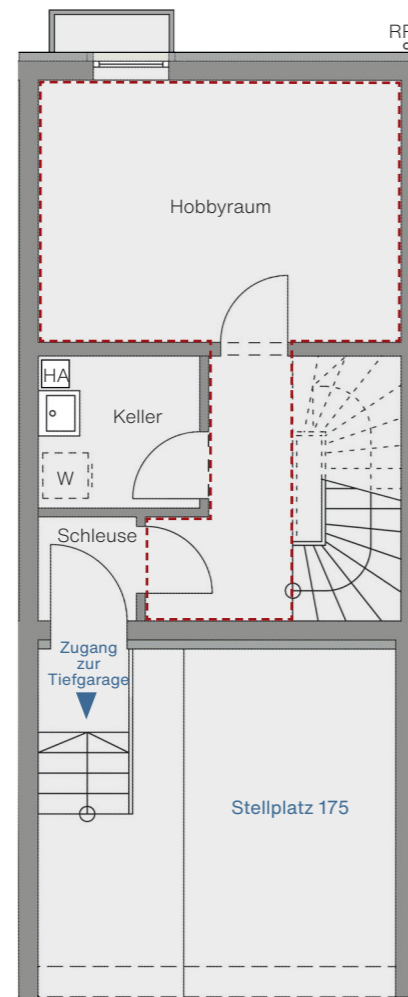 Hobbyraum
HA
Keller
W
Schleuse
Zugang
zur
Tiefgarage
Stellplatz 175